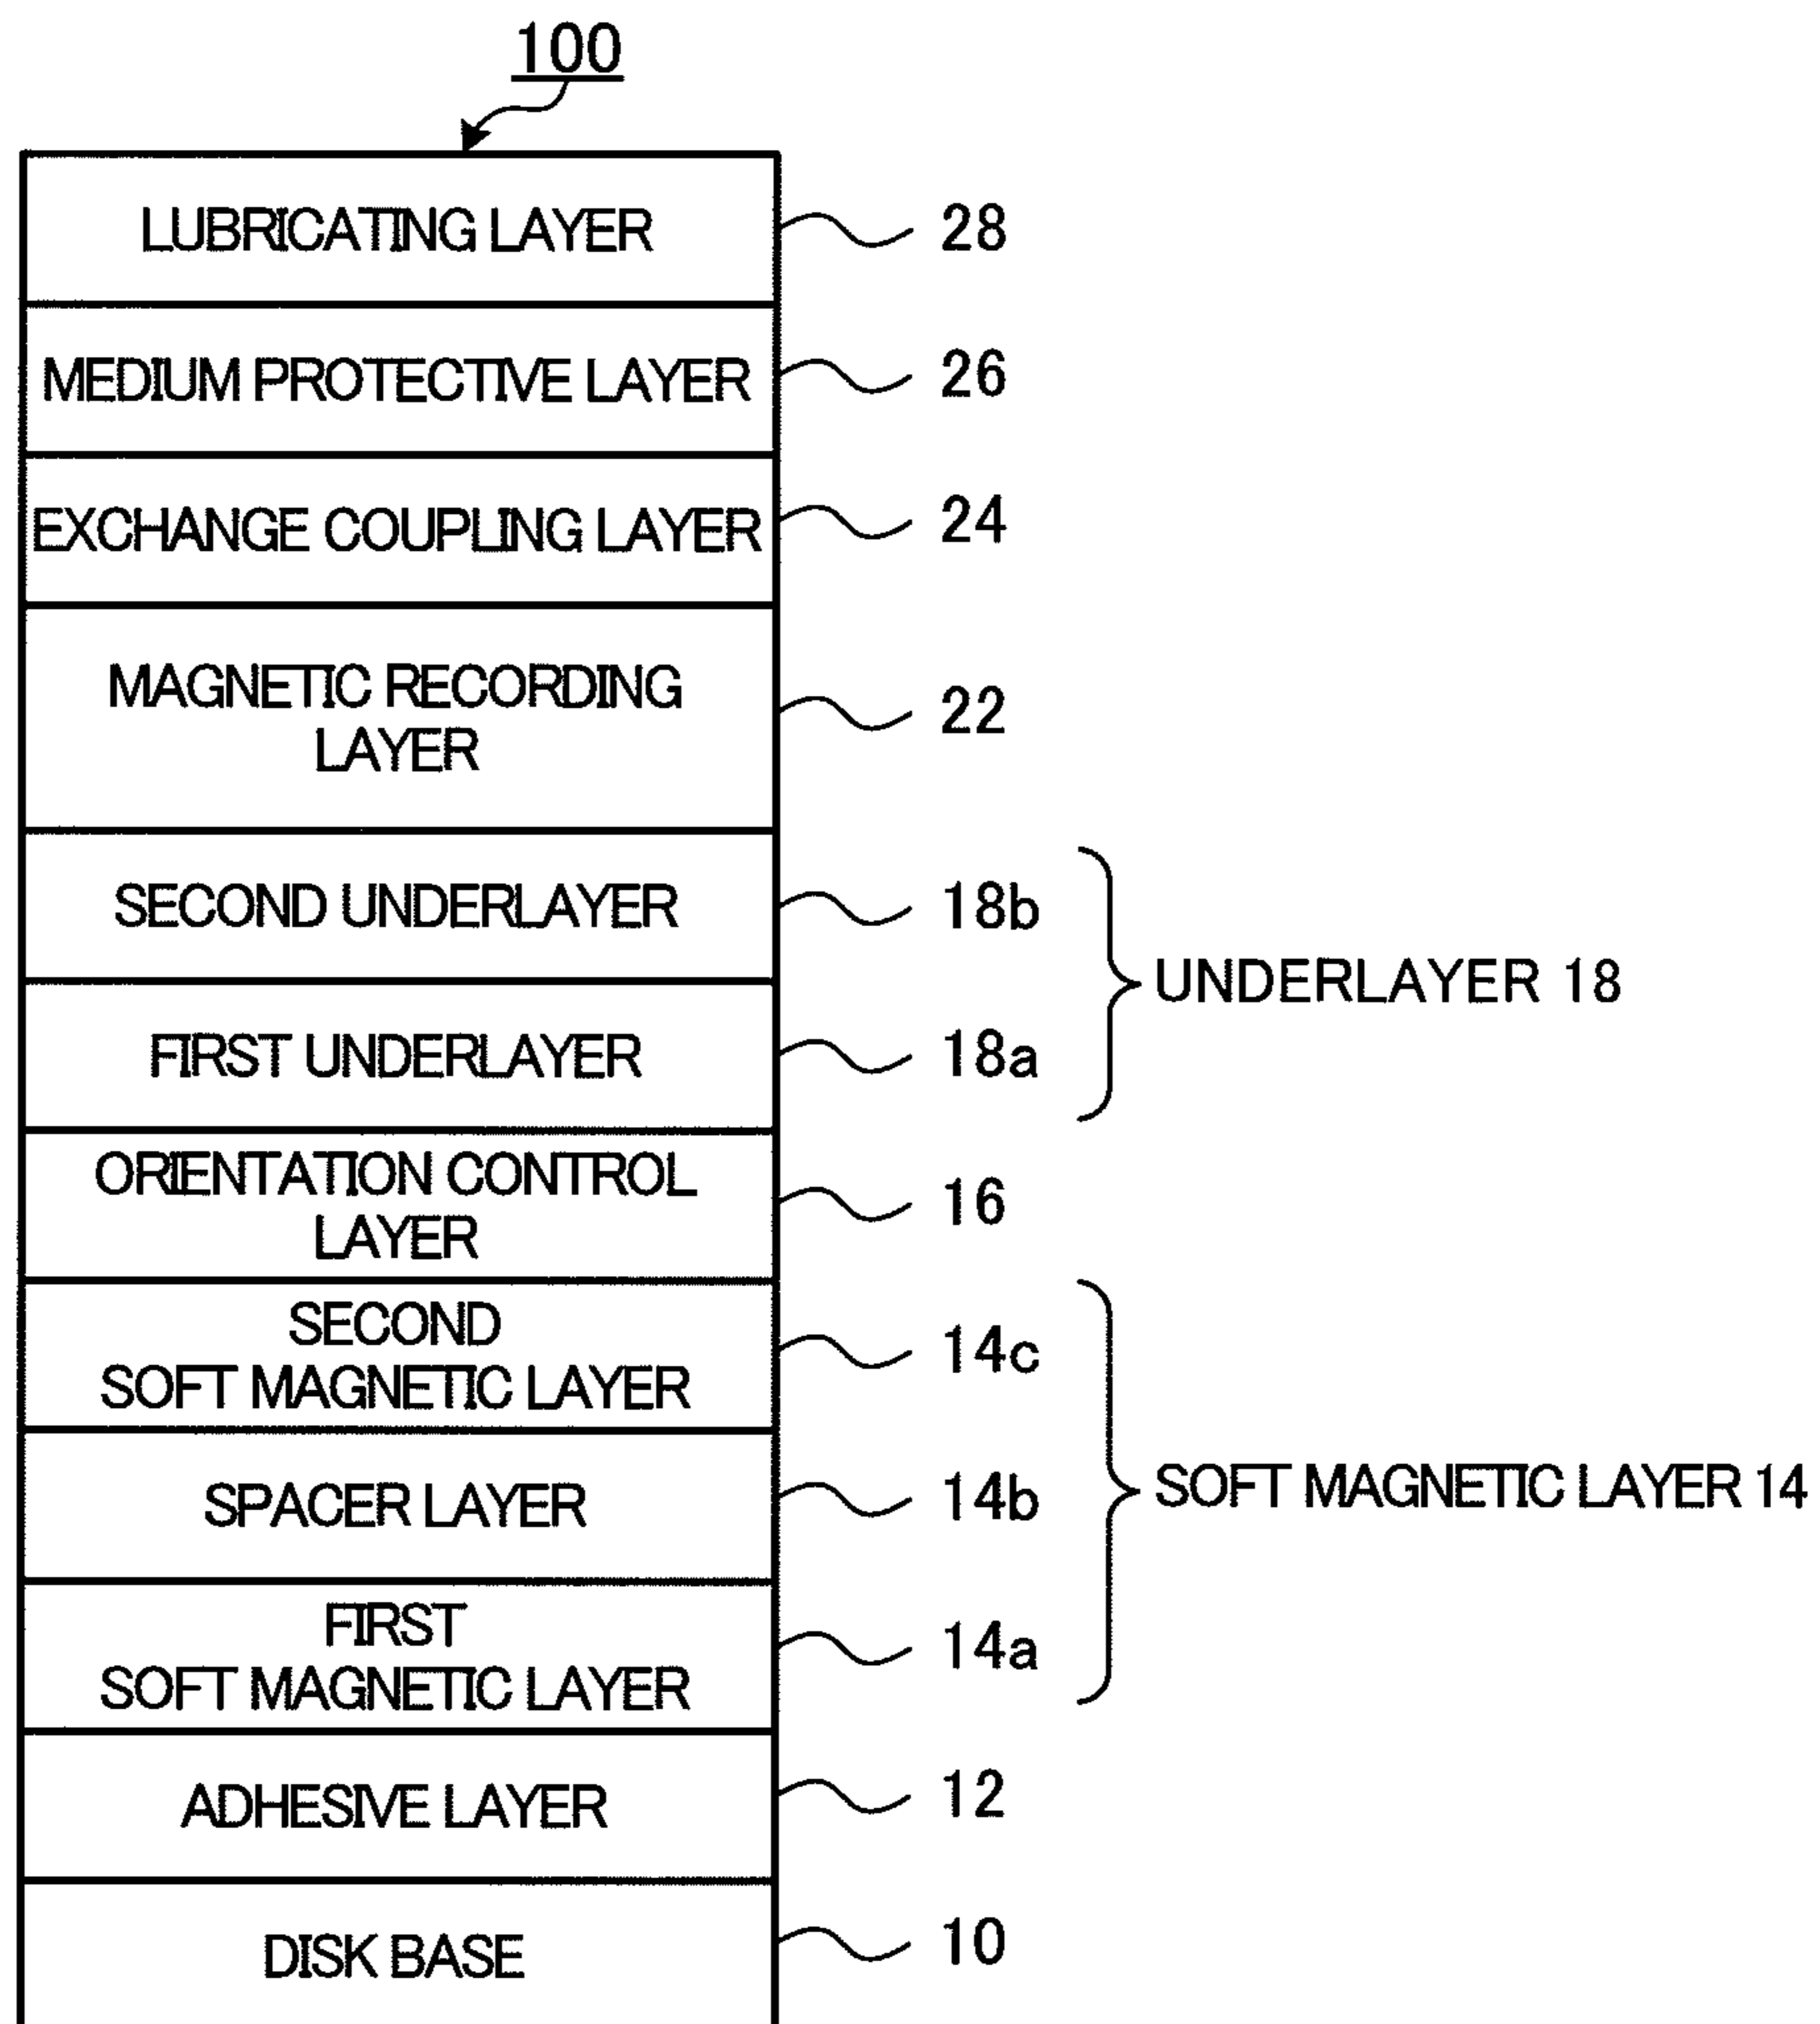 100
LUBRICATING LAYER 28
MEDIUM PROTECTIVE LAYER 26
EXCHANGE COUPLING LAYER 24
MAGNETIC RECORDING
LAYER
22
SECOND UNDERLAYER 18b
FIRST UNDERLAYER 18a
UNDERLAYER 18
ORIENTATION CONTROL
LAYER
16
SECOND
SOFT MAGNETIC LAYER
14c
SPACER LAYER 14b
SOFT MAGNETIC LAYER 14
FIRST
SOFT MAGNETIC LAYER
14a
ADHESIVE LAYER 12
DISK BASE 10